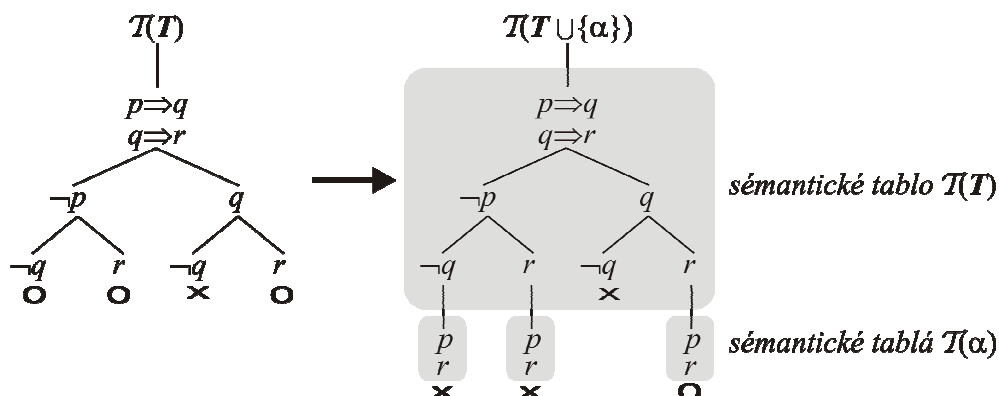 𝒯(T)
p⇒q
q⇒r
¬p q
¬q r ¬q r
O O × O
𝒯(T∪{α})
p⇒q
q⇒r
¬p q
¬q r ¬q r
×
p p p
r r r
× × O
sémantické tablo 𝒯(T)
sémantické tablá 𝒯(α)